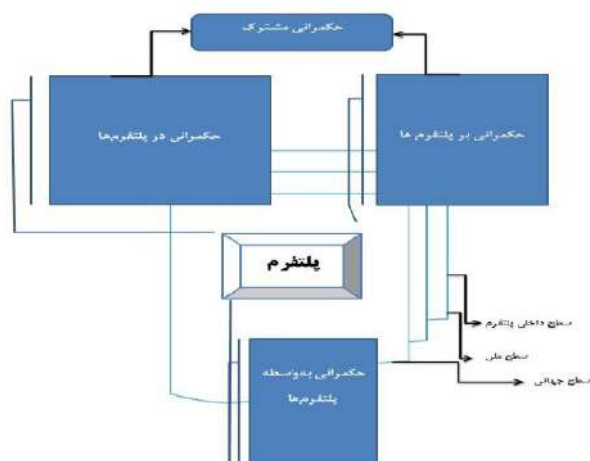 حکمرانی مشترک
حکمرانی در پلتفرم‌ها
حکمرانی بر پلتفرم ها
پلتفرم
سطح داخلی پلتفرم
سطح ملی
حکمرانی به‌واسطه
پلتفرم‌ها
سطح جهانی